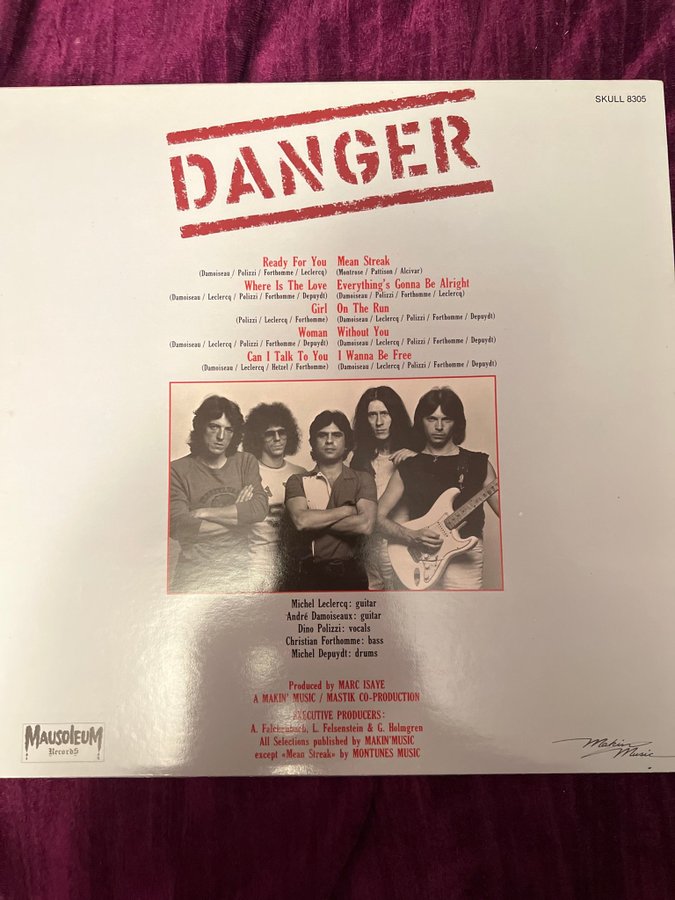 SKULL 8305
DANGER
Ready For You
(Damoiseau / Polizzi / Forthomme / Leclercq)
Where Is The Love
(Damoiseau / Leclercq / Polizzi / Forthomme / Depuydt)
Girl
(Polizzi / Leclercq / Forthomme)
Woman
(Damoiseau / Leclercq / Polizzi / Forthomme / Depuydt)
Can I Talk To You
(Damoiseau / Leclercq / Hetzel / Forthomme)
Mean Streak
(Montrose / Pattison / Alcivar)
Everything's Gonna Be Alright
(Damoiseau / Polizzi / Forthomme / Leclercq)
On The Run
(Damoiseau / Leclercq / Polizzi / Forthomme / Depuydt)
Without You
(Damoiseau / Leclercq / Polizzi / Forthomme / Depuydt)
I Wanna Be Free
(Damoiseau / Leclercq / Polizzi / Forthomme / Depuydt)
Michel Leclercq : guitar
André Damoiseaux : guitar
Dino Polizzi : vocals
Christian Forthomme : bass
Michel Depuydt : drums
Produced by MARC ISAYE
A MAKIN' MUSIC / MASTIK CO-PRODUCTION
EXECUTIVE PRODUCERS :
A. Falckenbach, L. Felsenstein & G. Holmgren
All Selections published by MAKIN'MUSIC
except «Mean Streak» by MONTUNES MUSIC
MAUSOLEUM
Records
Makin'
Music